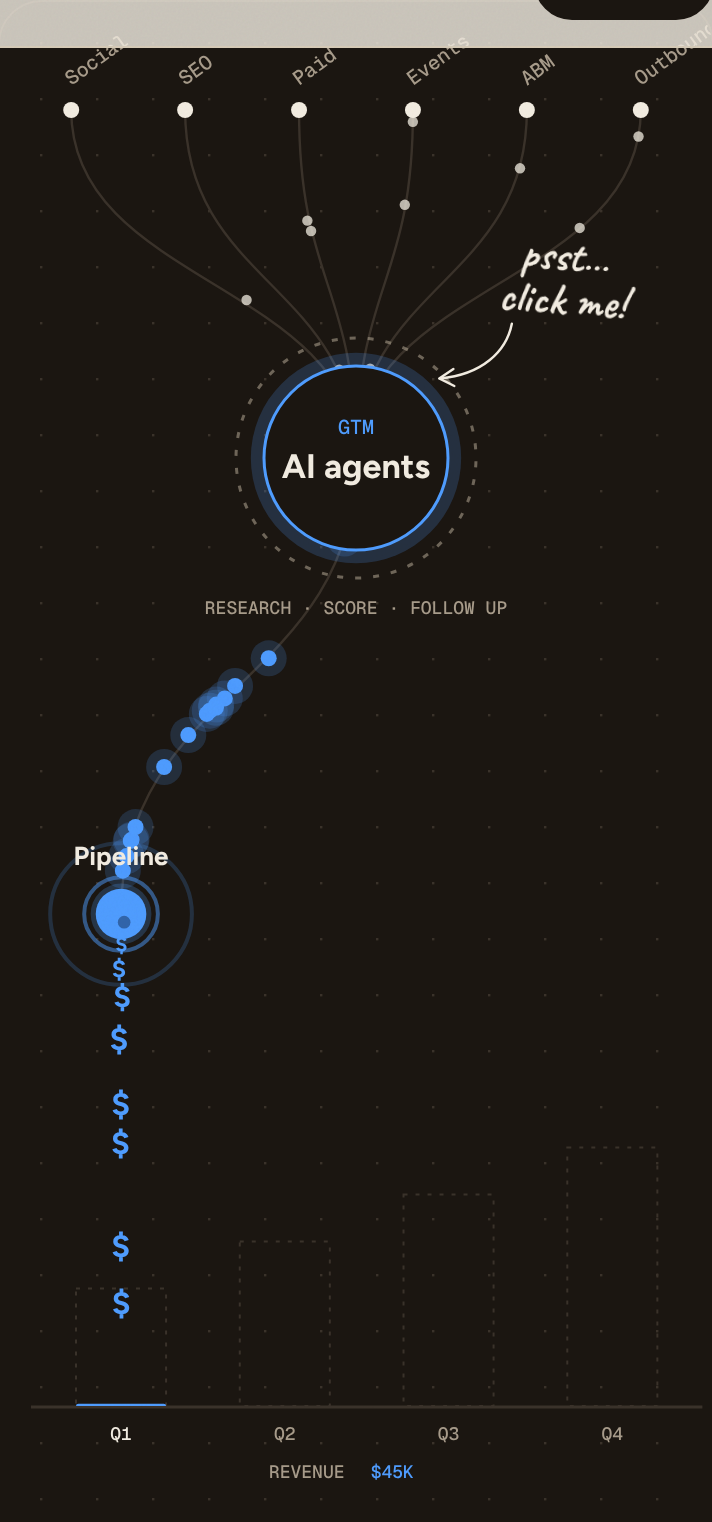 Social
SEO
Paid
Events
ABM
Outbound
psst...
click me!
GTM
AI agents
RESEARCH · SCORE · FOLLOW UP
Pipeline
$
$
$
$
$
$
$
$
Q1 Q2 Q3 Q4
REVENUE $45K